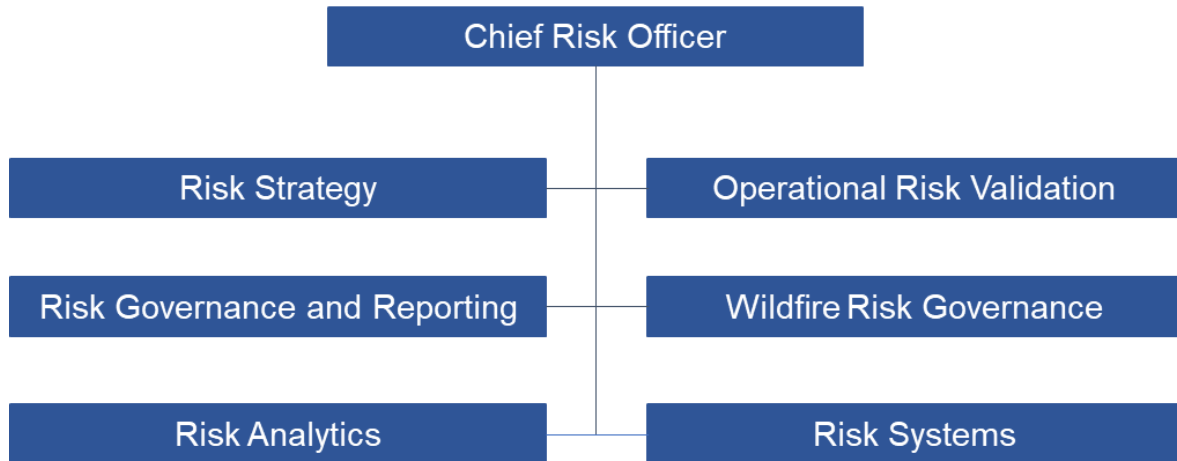 Chief Risk Officer
Risk Strategy
Operational Risk Validation
Risk Governance and Reporting
Wildfire Risk Governance
Risk Analytics
Risk Systems